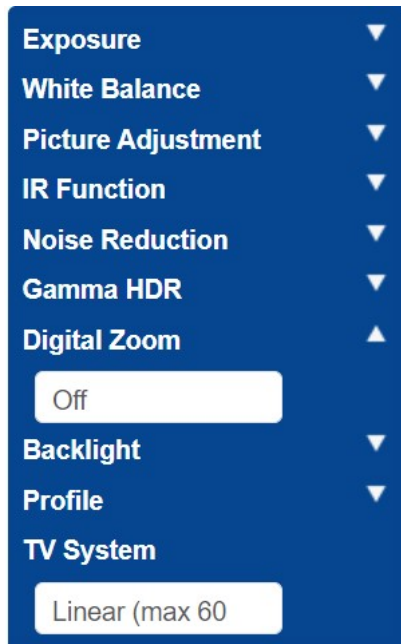 Exposure
White Balance
Picture Adjustment
IR Function
Noise Reduction
Gamma HDR
Digital Zoom
Off
Backlight
Profile
TV System
Linear (max 60